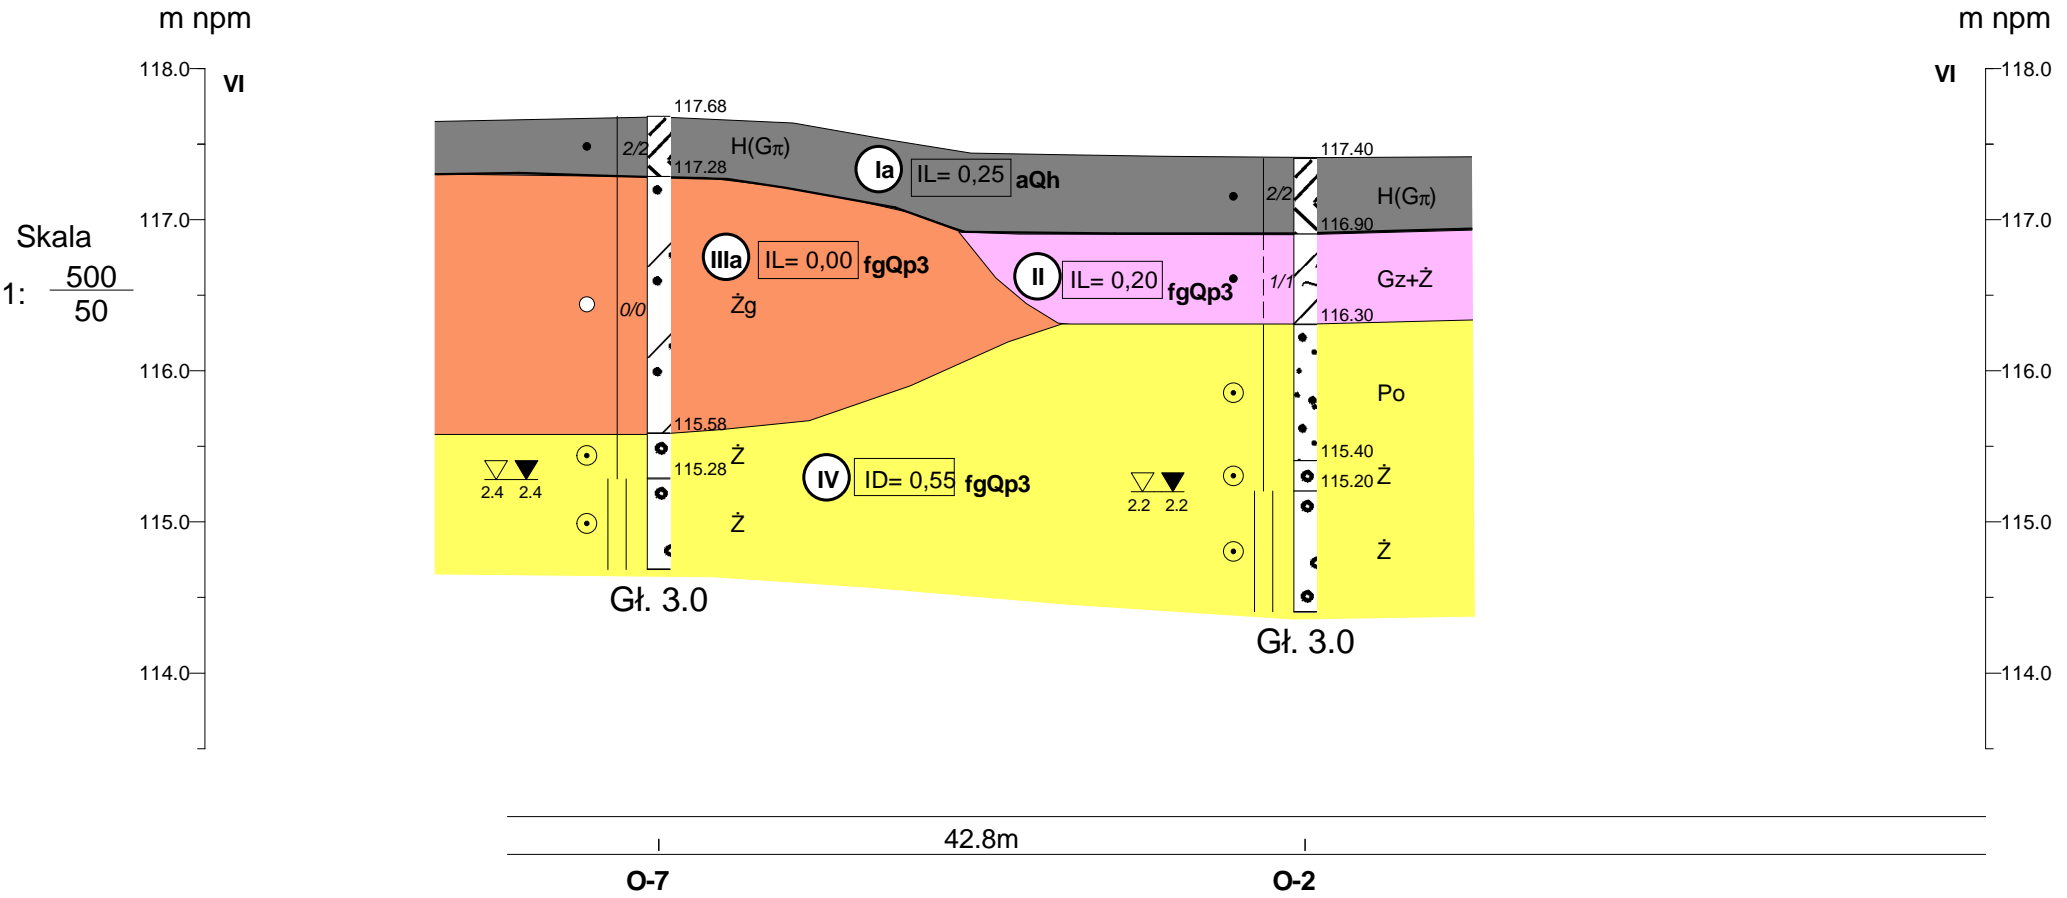 m npm
m npm
118.0
VI
VI
118.0
117.68
2/2
H(Gπ)
117.28
Ia
IL= 0,25
aQh
117.40
2/2
H(Gπ)
116.90
117.0
117.0
Skala
1:
500
50
IIIa
IL= 0,00
fgQp3
0/0
Żg
II
IL= 0,20
fgQp3
1/1
Gz+Ż
116.30
116.0
116.0
Po
115.58
Ż
115.28
2.4
2.4
Ż
IV
ID= 0,55
fgQp3
2.2
2.2
115.40
Ż
115.20
Ż
115.0
115.0
Gł. 3.0
Gł. 3.0
114.0
114.0
42.8m
O-7
O-2